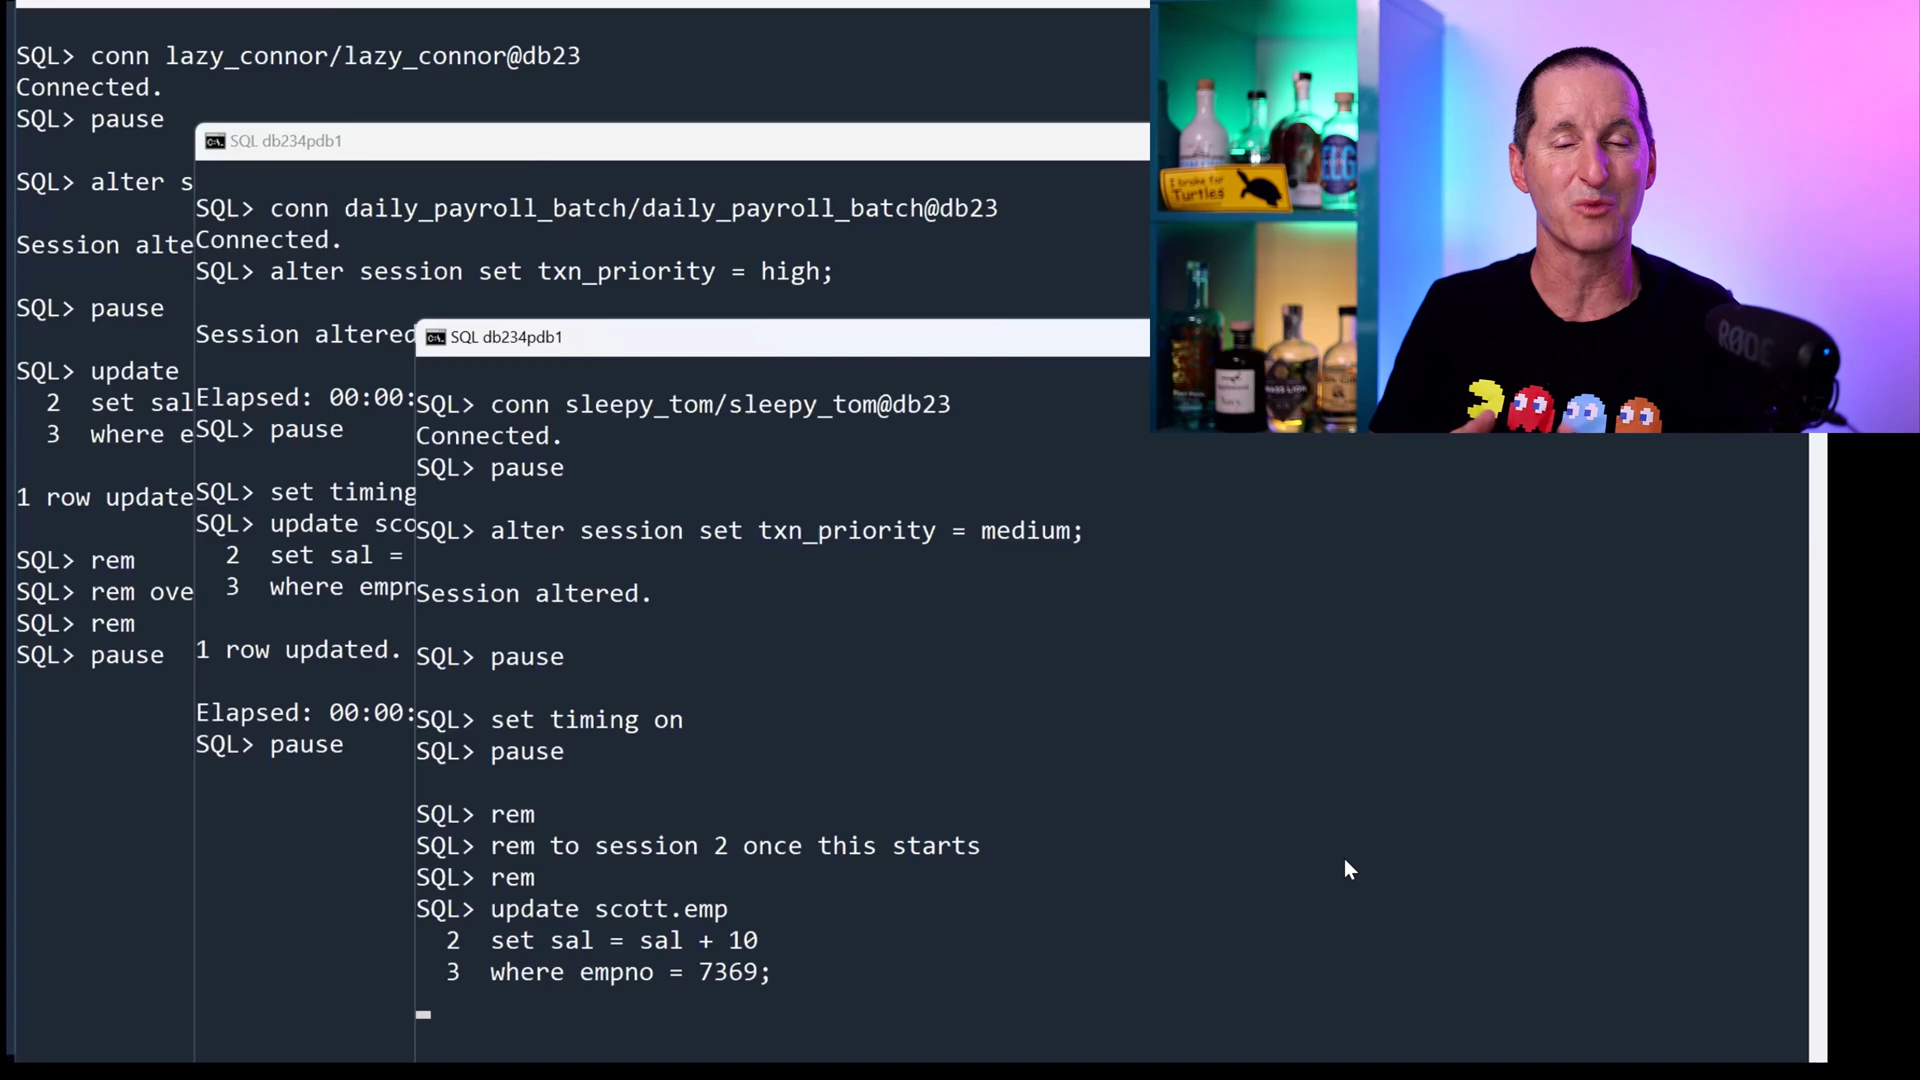 SQL> conn lazy_connor/lazy_connor@db23
Connected.
SQL> pause
SQL> alter s
Session alte
SQL> pause
SQL> update
2 set sal
3 where e
1 row update
SQL> rem
SQL> rem ove
SQL> rem
SQL> pause
SQL db234pdb1
SQL> conn daily_payroll_batch/daily_payroll_batch@db23
Connected.
SQL> alter session set txn_priority = high;
Session altered
Elapsed: 00:00:
SQL> pause
SQL> set timing
SQL> update sco
2 set sal =
3 where empn
1 row updated.
Elapsed: 00:00:
SQL> pause
SQL db234pdb1
SQL> conn sleepy_tom/sleepy_tom@db23
Connected.
SQL> pause
SQL> alter session set txn_priority = medium;
Session altered.
SQL> pause
SQL> set timing on
SQL> pause
SQL> rem
SQL> rem to session 2 once this starts
SQL> rem
SQL> update scott.emp
2 set sal = sal + 10
3 where empno = 7369;
I brake for
Turtles
RØDE